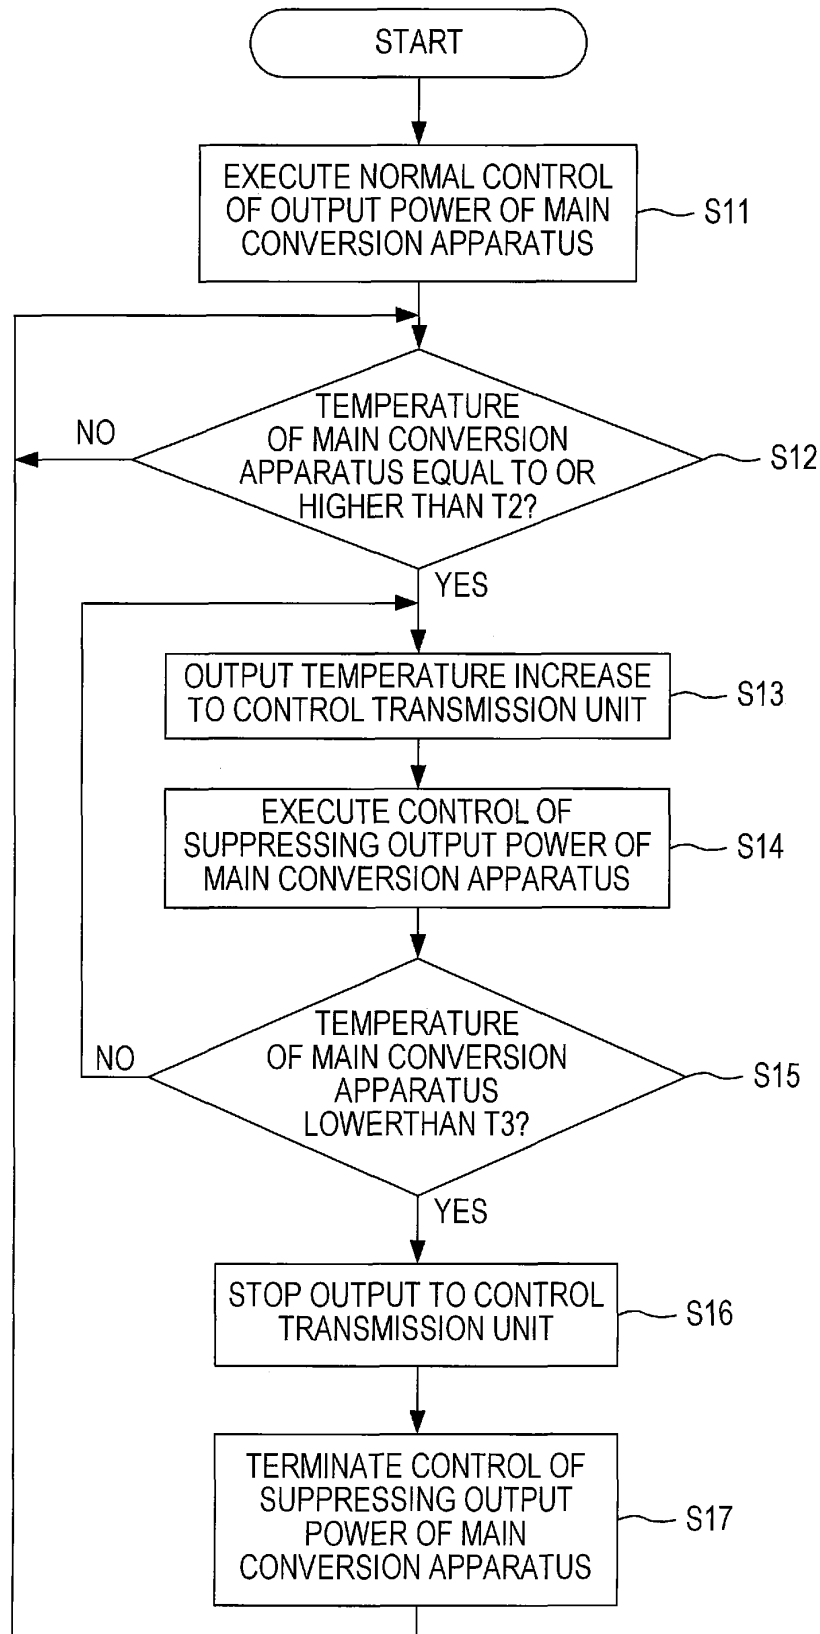 START
EXECUTE NORMAL CONTROL
OF OUTPUT POWER OF MAIN
CONVERSION APPARATUS
S11
TEMPERATURE
OF MAIN CONVERSION
APPARATUS EQUAL TO OR
HIGHER THAN T2?
NO
S12
YES
OUTPUT TEMPERATURE INCREASE
TO CONTROL TRANSMISSION UNIT
S13
EXECUTE CONTROL OF
SUPPRESSING OUTPUT POWER OF
MAIN CONVERSION APPARATUS
S14
TEMPERATURE
OF MAIN CONVERSION
APPARATUS
LOWERTHAN T3?
NO
S15
YES
STOP OUTPUT TO CONTROL
TRANSMISSION UNIT
S16
TERMINATE CONTROL OF
SUPPRESSING OUTPUT
POWER OF MAIN
CONVERSION APPARATUS
S17